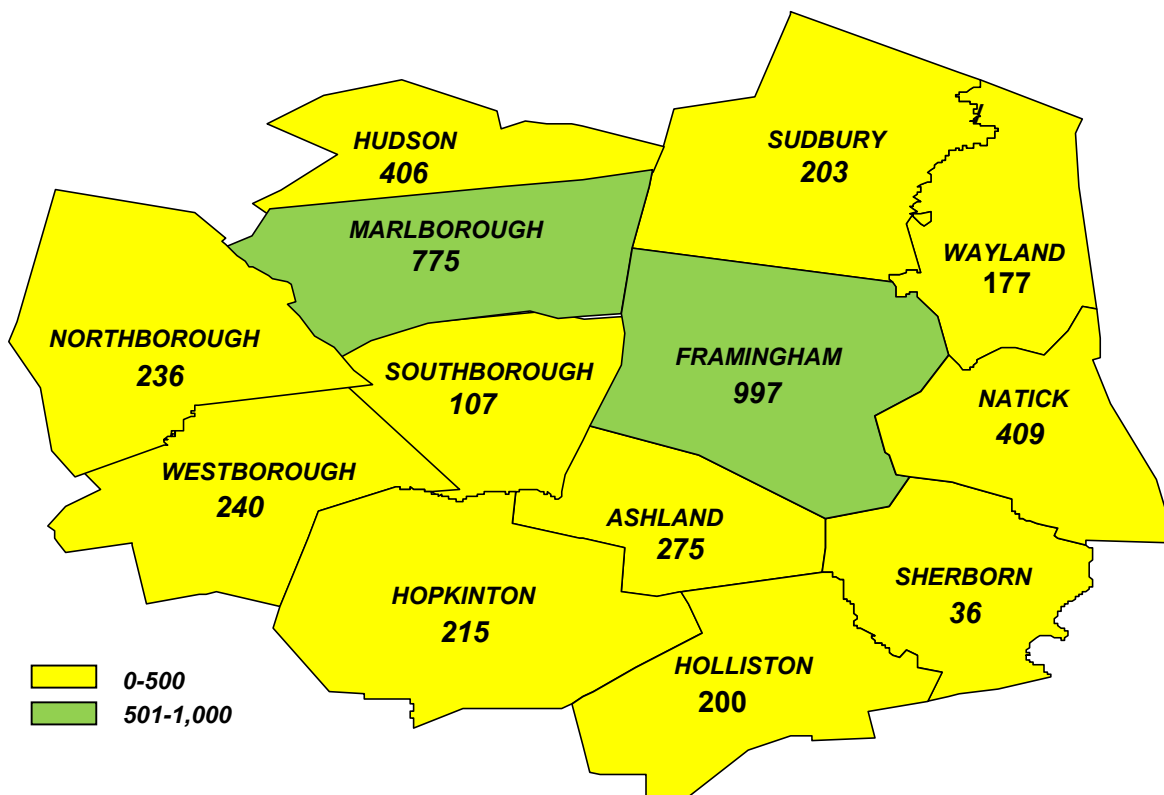 SUDBURY
203
HUDSON
406
MARLBOROUGH
775
WAYLAND
177
NORTHBOROUGH
236
SOUTHBOROUGH
107
FRAMINGHAM
997
NATICK
409
WESTBOROUGH
240
ASHLAND
275
SHERBORN
36
HOPKINTON
215
HOLLISTON
200
0-500
501-1,000